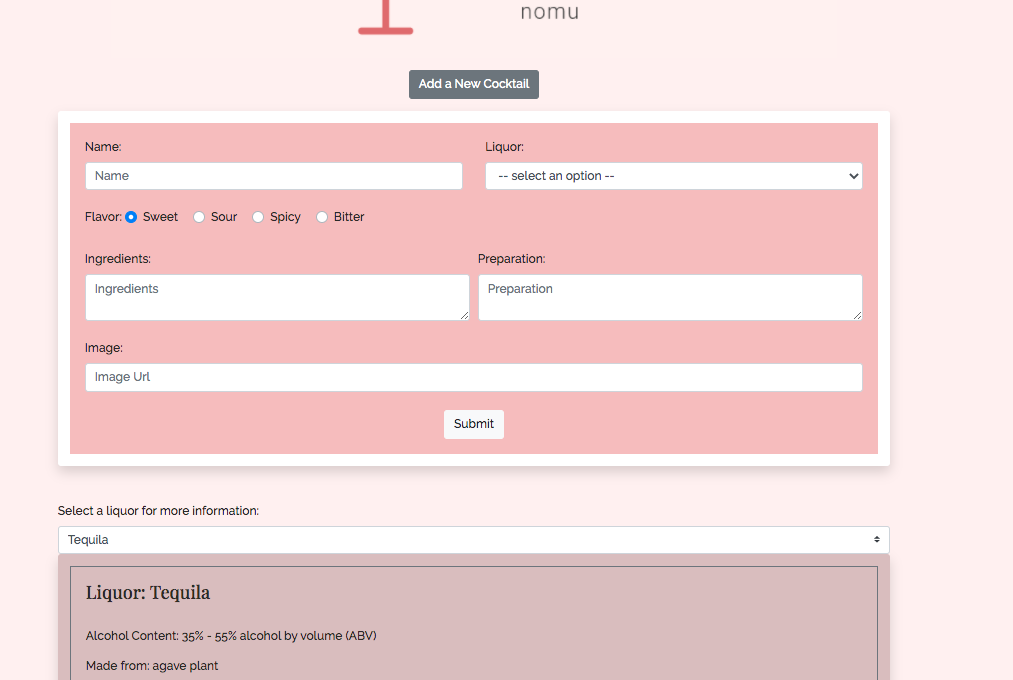 nomu
Add a New Cocktail
Name: Liquor:
Name -- select an option --
Flavor: Sweet Sour Spicy Bitter
Ingredients: Preparation:
Ingredients Preparation
Image:
Image Url
Submit
Select a liquor for more information:
Tequila
Liquor: Tequila
Alcohol Content: 35% - 55% alcohol by volume (ABV)
Made from: agave plant